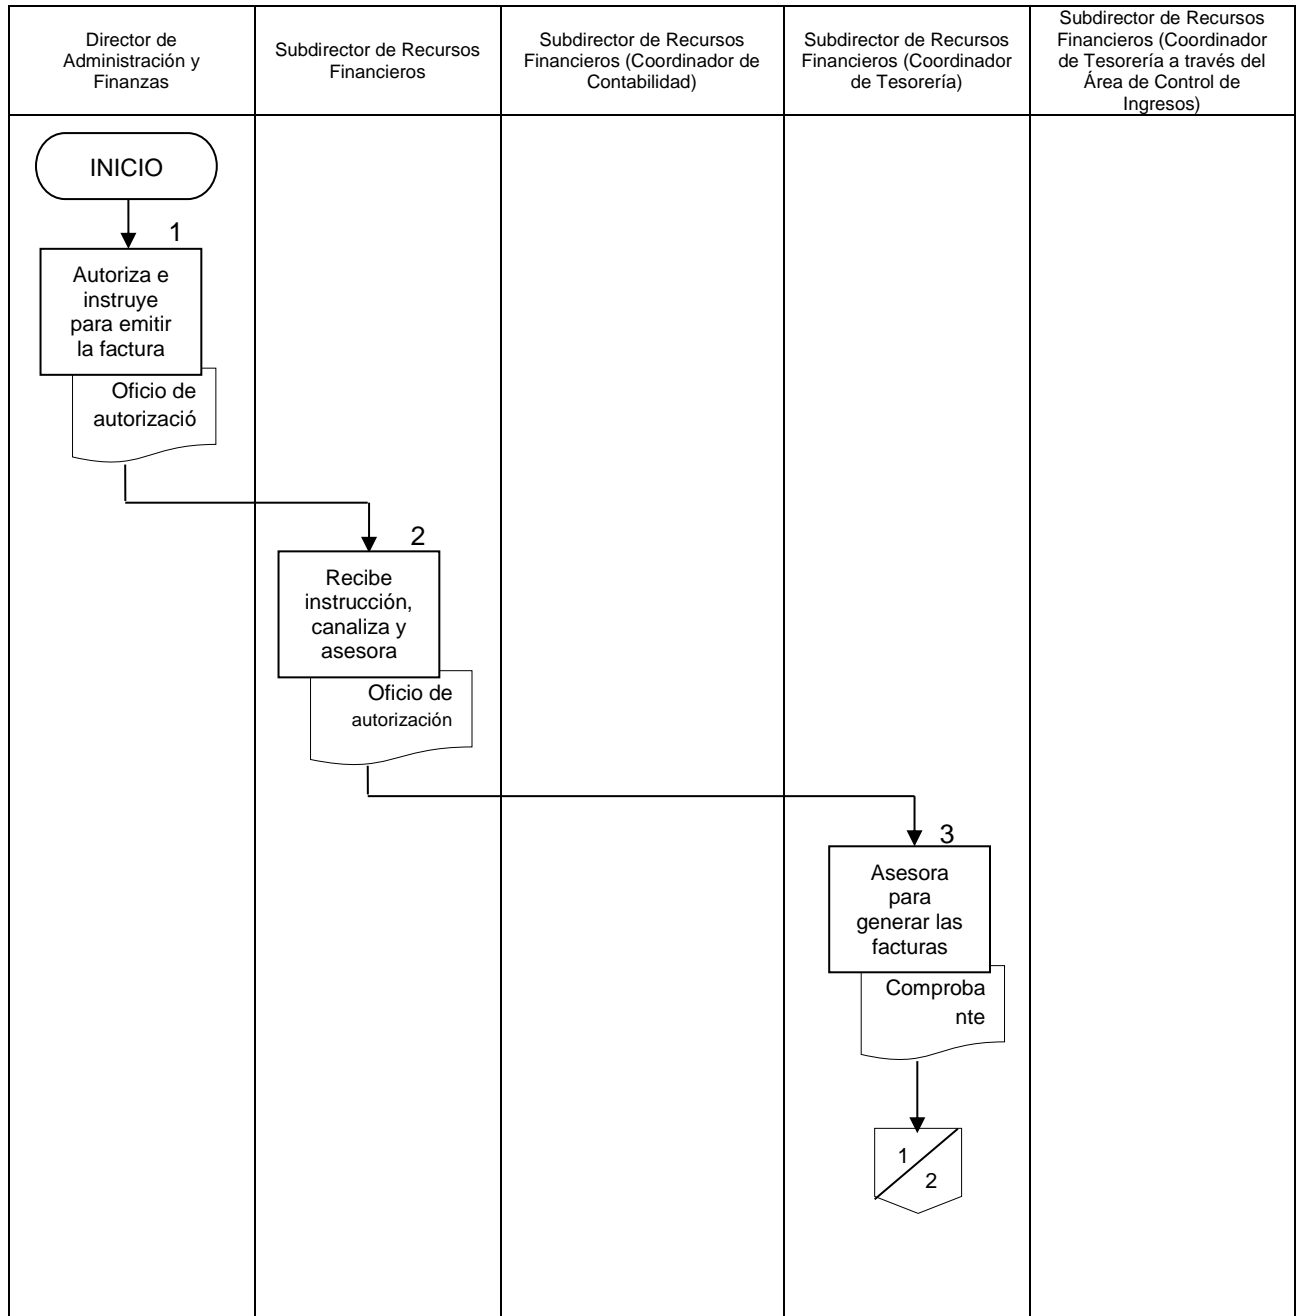 Director de
Administración y
Finanzas
Subdirector de Recursos
Financieros
Subdirector de Recursos
Financieros (Coordinador de
Contabilidad)
Subdirector de Recursos
Financieros (Coordinador
de Tesorería)
Subdirector de Recursos
Financieros (Coordinador
de Tesorería a través del
Área de Control de
Ingresos)
INICIO
1
Autoriza e
instruye
para emitir
la factura
Oficio de
autorizació
2
Recibe
instrucción,
canaliza y
asesora
Oficio de
autorización
3
Asesora
para
generar las
facturas
Comproba
nte
1
2